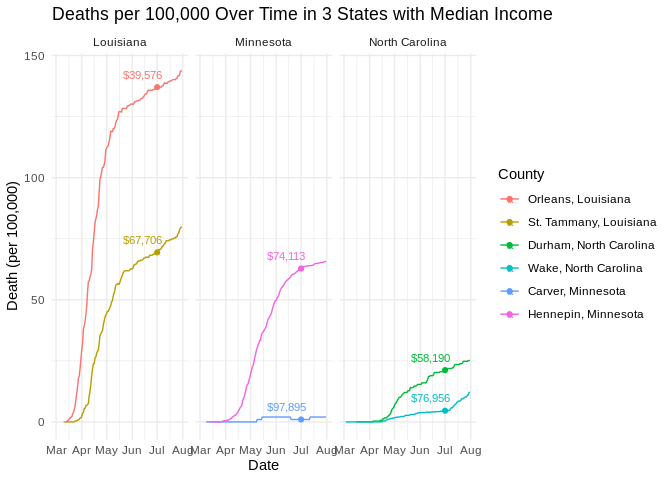 Deaths per 100,000 Over Time in 3 States with Median Income
Louisiana
Minnesota
North Carolina
150
100
50
0
Death (per 100,000)
$39,576
$67,706
$74,113
$97,895
$58,190
$76,956
Mar Apr May Jun Jul Aug
Mar Apr May Jun Jul Aug
Mar Apr May Jun Jul Aug
Date
County
Orleans, Louisiana
St. Tammany, Louisiana
Durham, North Carolina
Wake, North Carolina
Carver, Minnesota
Hennepin, Minnesota